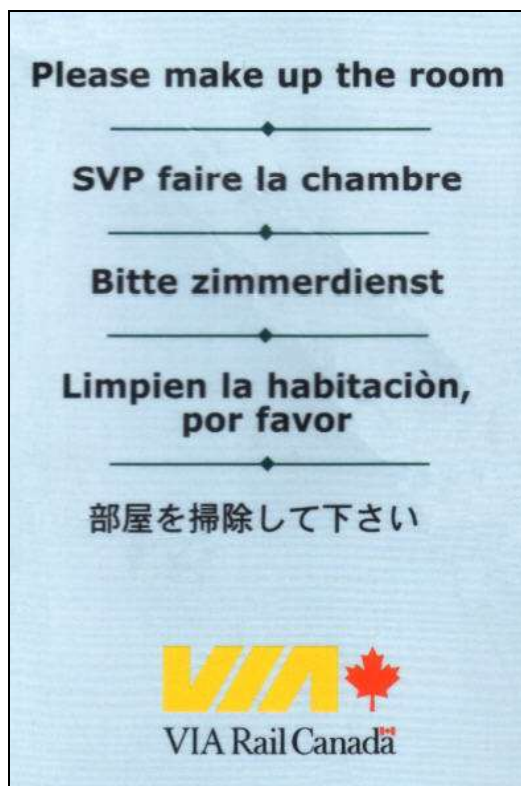 Please make up the room
SVP faire la chambre
Bitte zimmerdienst
Limpien la habitaciòn,
por favor
部屋を掃除して下さい
VIA
VIA Rail Canada